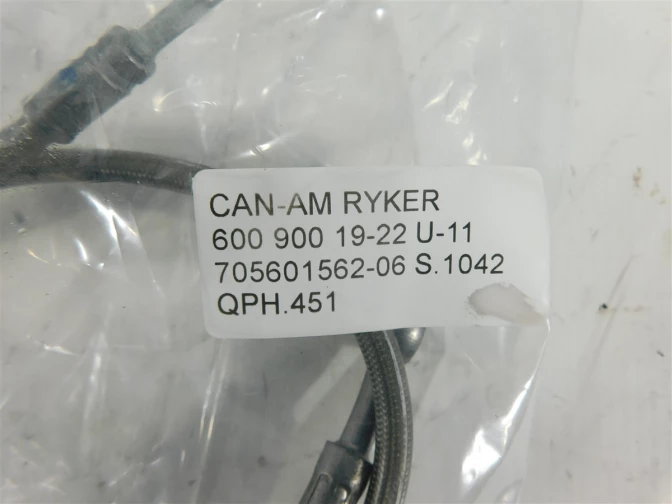 CAN-AM RYKER
600 900 19-22 U-11
705601562-06 S.1042
QPH.451